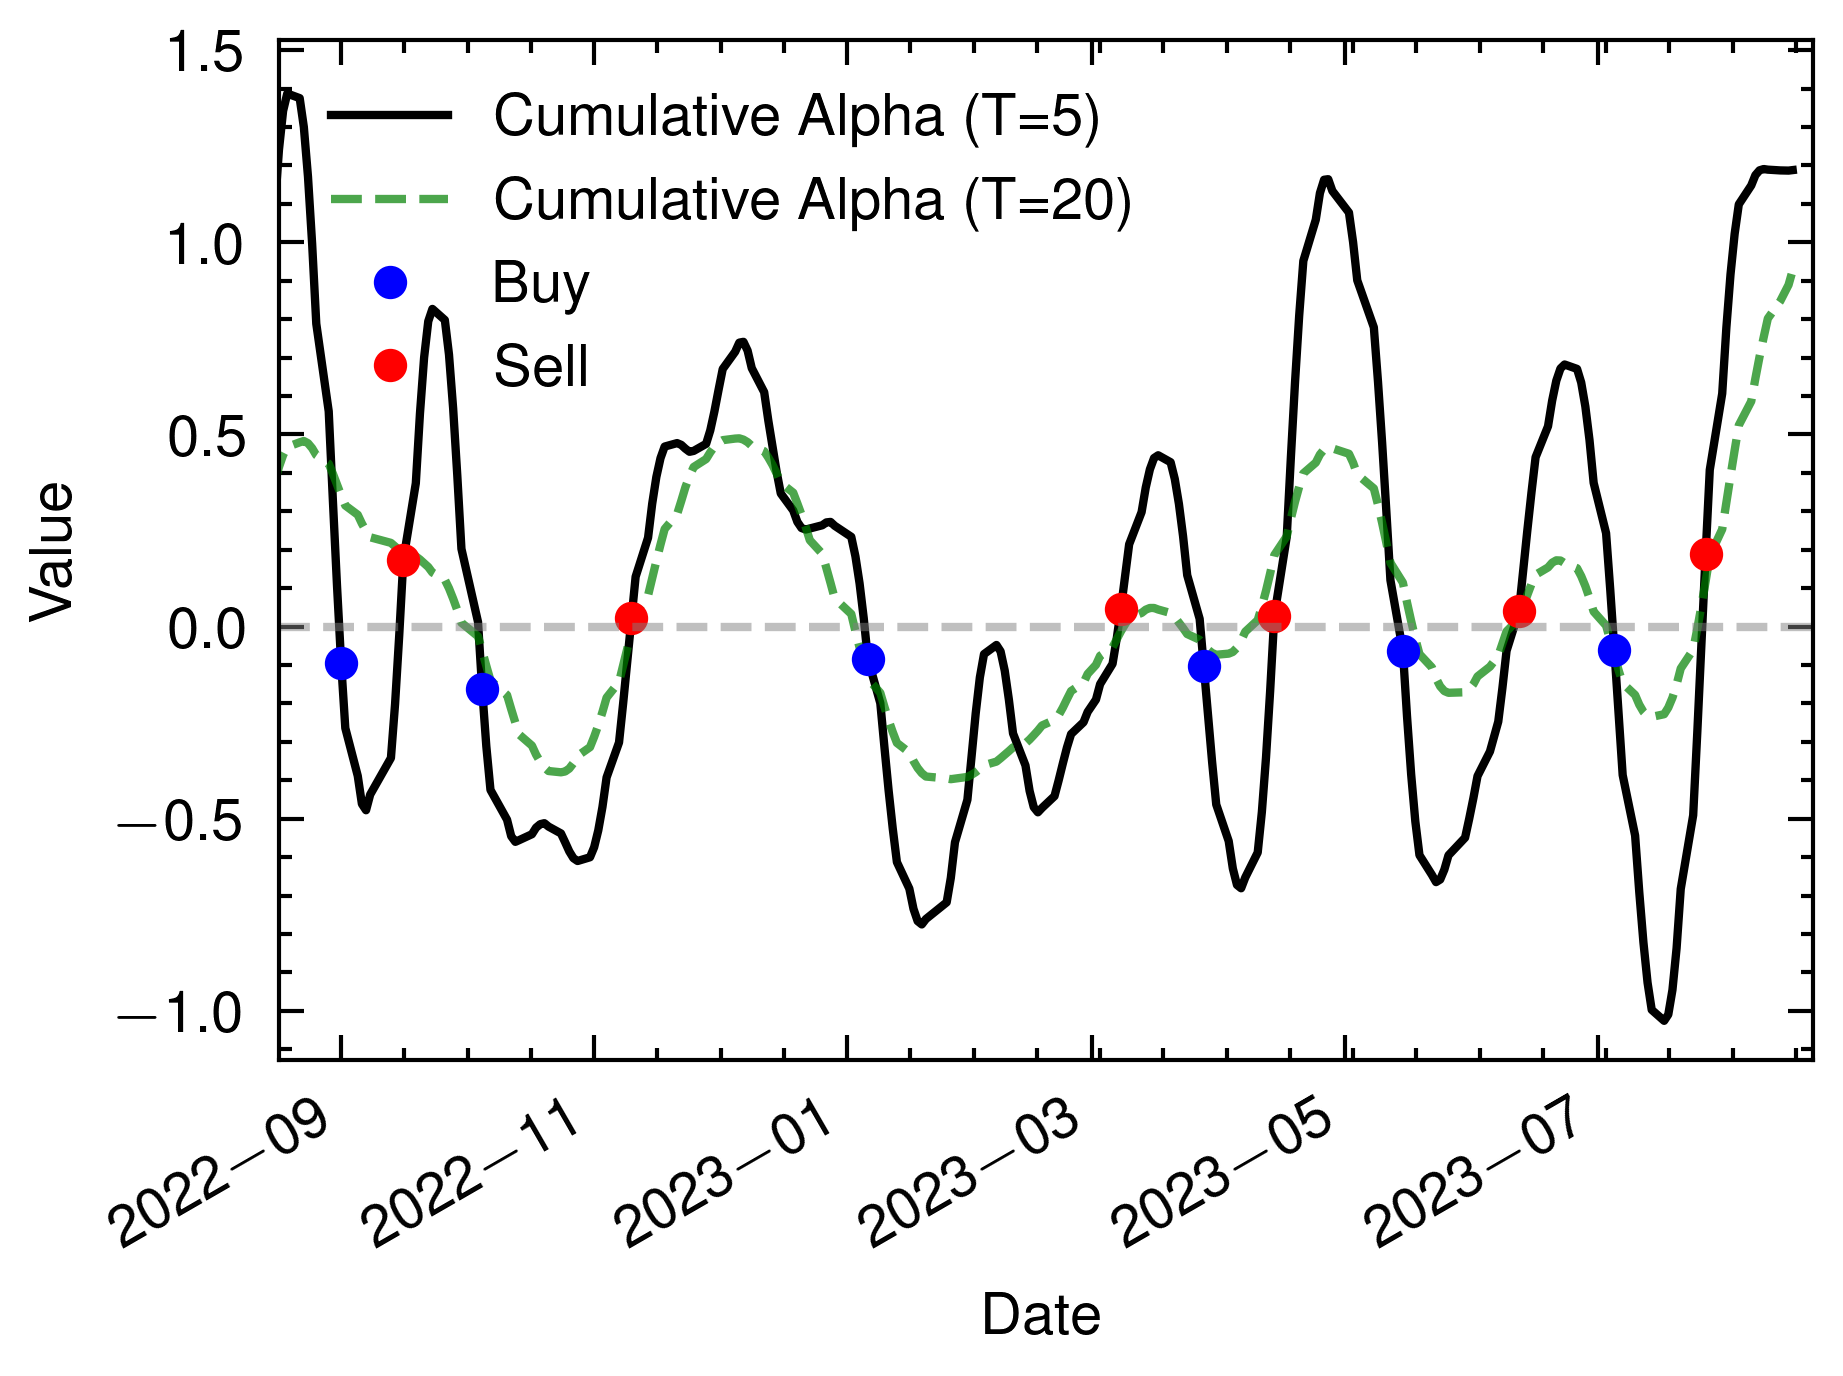 1.5
1.0
0.5
0.0
−0.5
−1.0
Value
Cumulative Alpha (T=5)
Cumulative Alpha (T=20)
Buy
Sell
2022−09
2022−11
2023−01
2023−03
2023−05
2023−07
Date